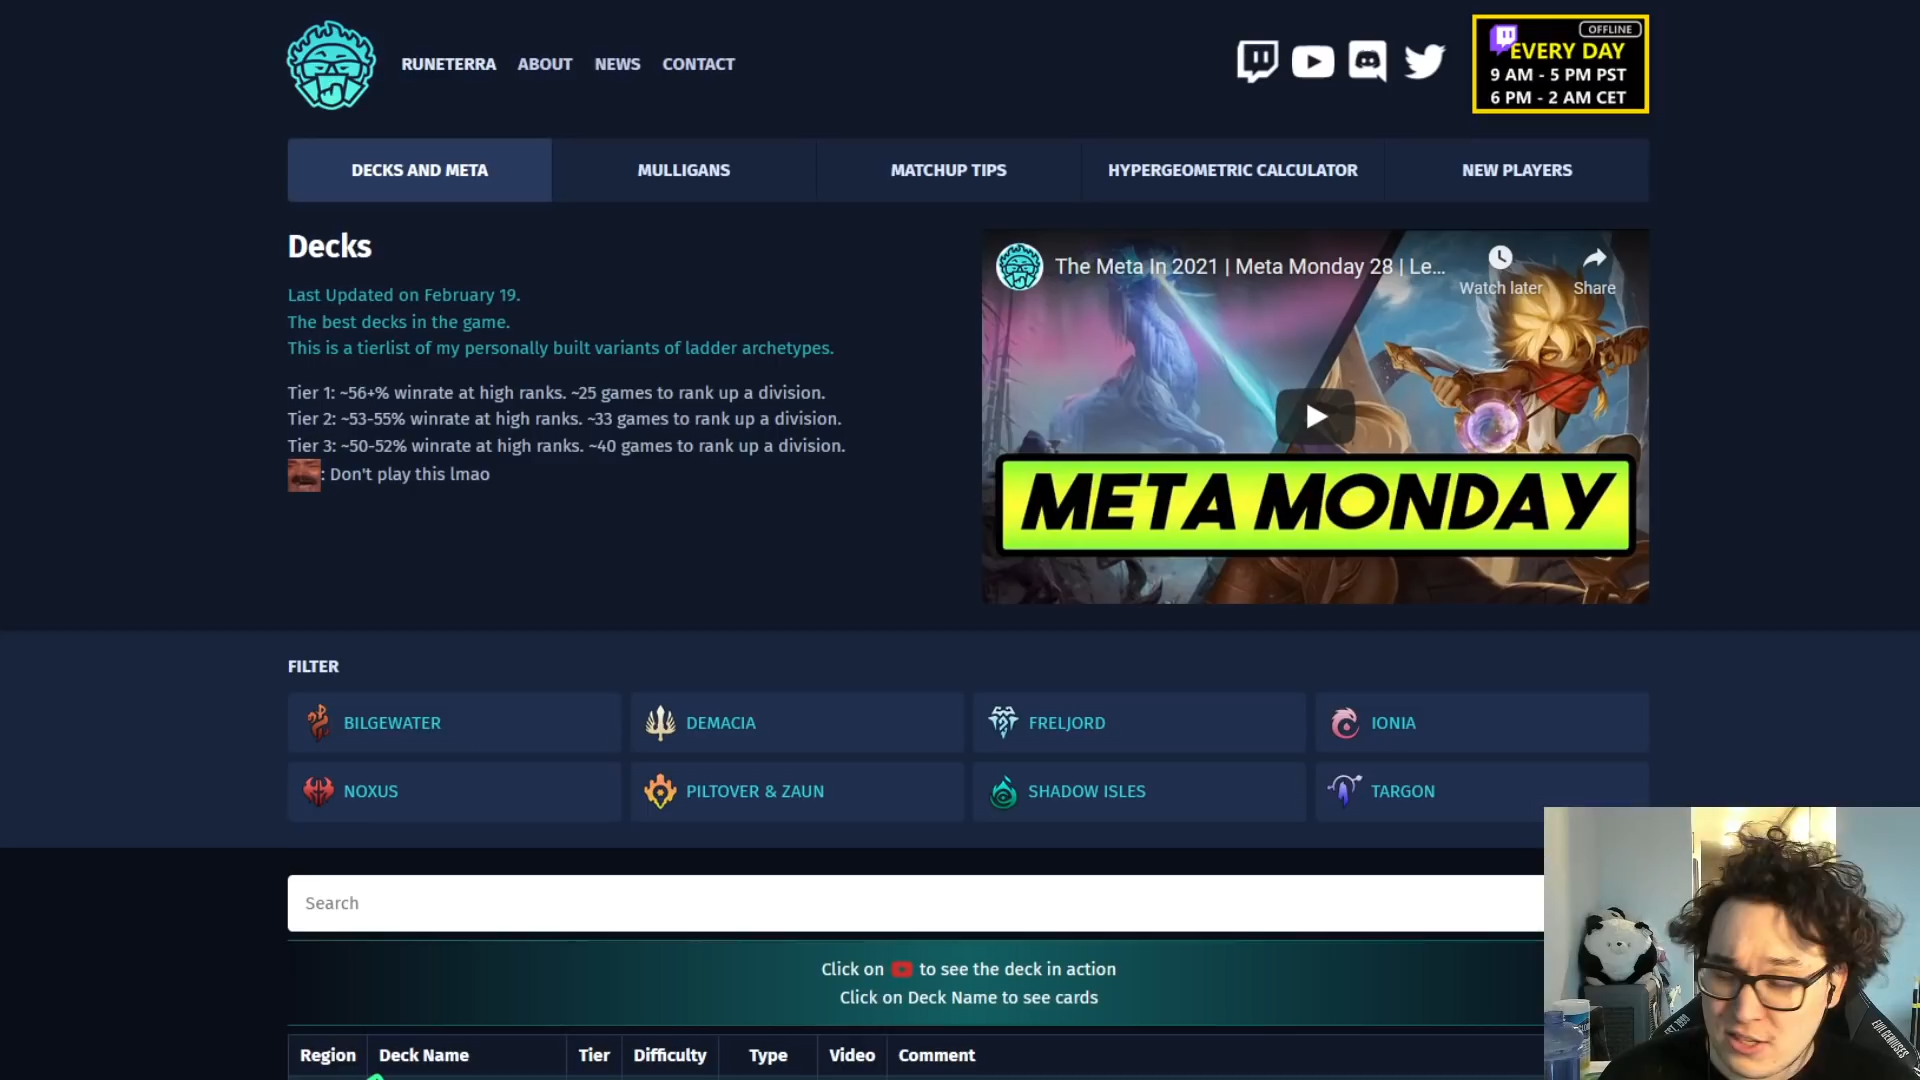 RUNETERRA ABOUT NEWS CONTACT
OFFLINE
EVERY DAY
9 AM - 5 PM PST
6 PM - 2 AM CET
DECKS AND META MULLIGANS MATCHUP TIPS HYPERGEOMETRIC CALCULATOR NEW PLAYERS
Decks
Last Updated on February 19.
The best decks in the game.
This is a tierlist of my personally built variants of ladder archetypes.
Tier 1: ~56+% winrate at high ranks. ~25 games to rank up a division.
Tier 2: ~53-55% winrate at high ranks. ~33 games to rank up a division.
Tier 3: ~50-52% winrate at high ranks. ~40 games to rank up a division.
: Don't play this lmao
The Meta In 2021 | Meta Monday 28 | Le...
Watch later Share
META MONDAY
FILTER
BILGEWATER DEMACIA FRELJORD IONIA
NOXUS PILTOVER & ZAUN SHADOW ISLES TARGON
Search
Click on to see the deck in action
Click on Deck Name to see cards
Region Deck Name Tier Difficulty Type Video Comment
EVIL GENIUSES